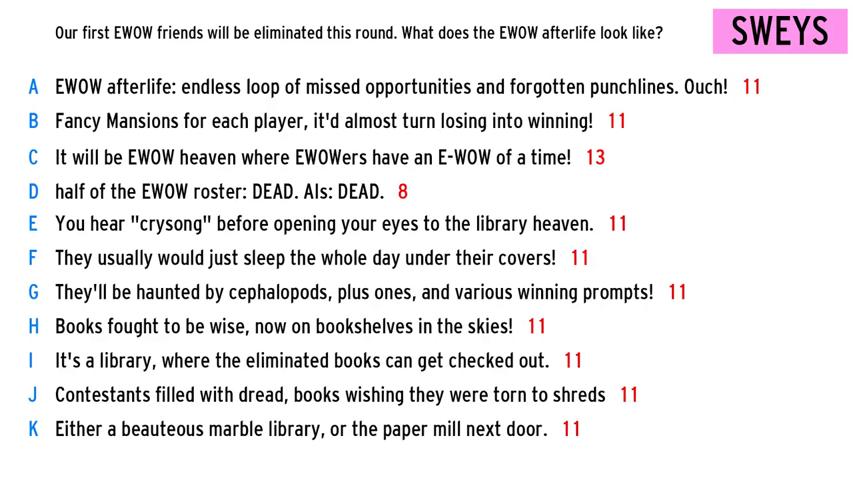 Our first EWOW friends will be eliminated this round. What does the EWOW afterlife look like?
SWEYS
A EWOW afterlife: endless loop of missed opportunities and forgotten punchlines. Ouch! 11
B Fancy Mansions for each player, it'd almost turn losing into winning! 11
C It will be EWOW heaven where EWOWers have an E-WOW of a time! 13
D half of the EWOW roster: DEAD. AIs: DEAD. 8
E You hear "crysong" before opening your eyes to the library heaven. 11
F They usually would just sleep the whole day under their covers! 11
G They'll be haunted by cephalopods, plus ones, and various winning prompts! 11
H Books fought to be wise, now on bookshelves in the skies! 11
I It's a library, where the eliminated books can get checked out. 11
J Contestants filled with dread, books wishing they were torn to shreds 11
K Either a beauteous marble library, or the paper mill next door. 11